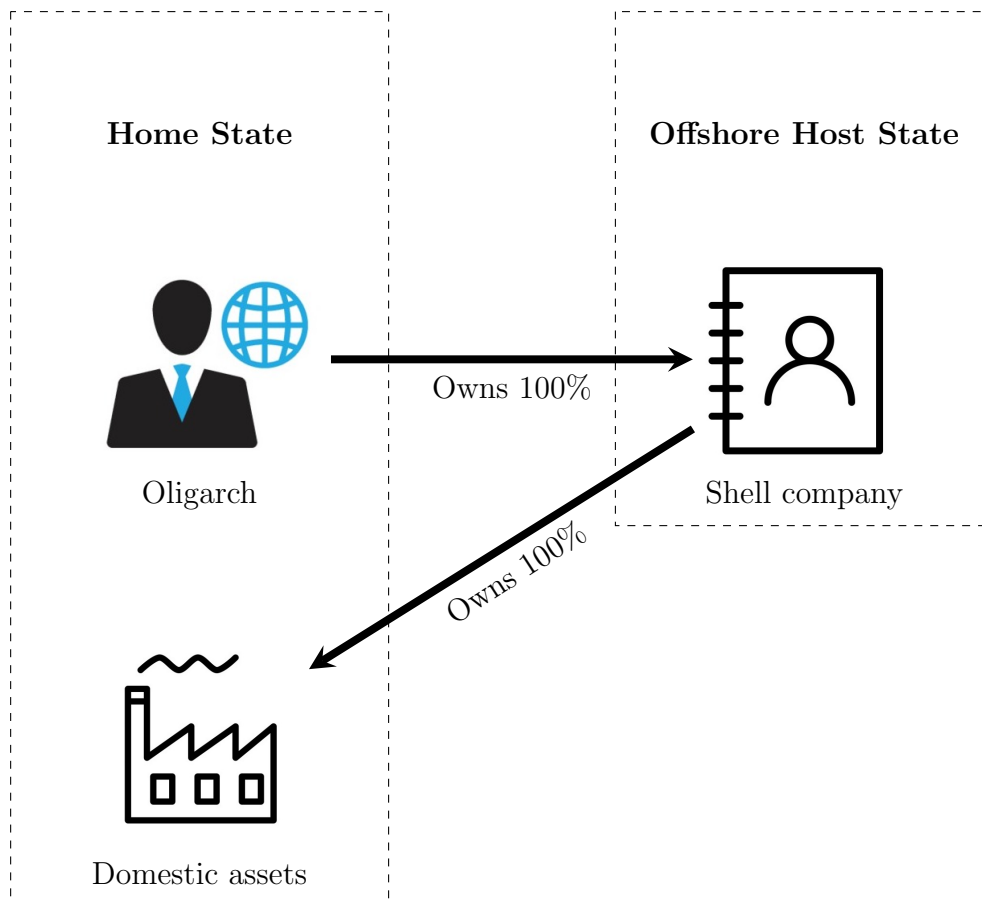 Home State
Offshore Host State
Owns 100%
Oligarch
Shell company
Owns 100%
Domestic assets